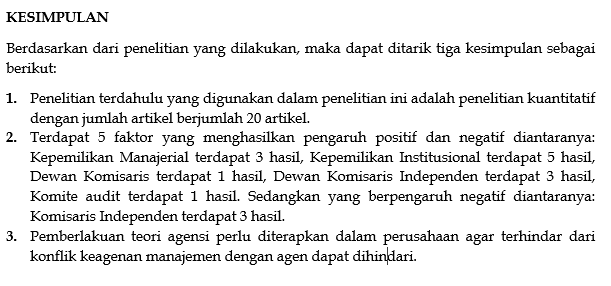 KESIMPULAN
Berdasarkan dari penelitian yang dilakukan, maka dapat ditarik tiga kesimpulan sebagai
berikut:
1. Penelitian terdahulu yang digunakan dalam penelitian ini adalah penelitian kuantitatif
dengan jumlah artikel berjumlah 20 artikel.
2. Terdapat 5 faktor yang menghasilkan pengaruh positif dan negatif diantaranya:
Kepemilikan Manajerial terdapat 3 hasil, Kepemilikan Institusional terdapat 5 hasil,
Dewan Komisaris terdapat 1 hasil, Dewan Komisaris Independen terdapat 3 hasil,
Komite audit terdapat 1 hasil. Sedangkan yang berpengaruh negatif diantaranya:
Komisaris Independen terdapat 3 hasil.
3. Pemberlakuan teori agensi perlu diterapkan dalam perusahaan agar terhindar dari
konflik keagenan manajemen dengan agen dapat dihindari.